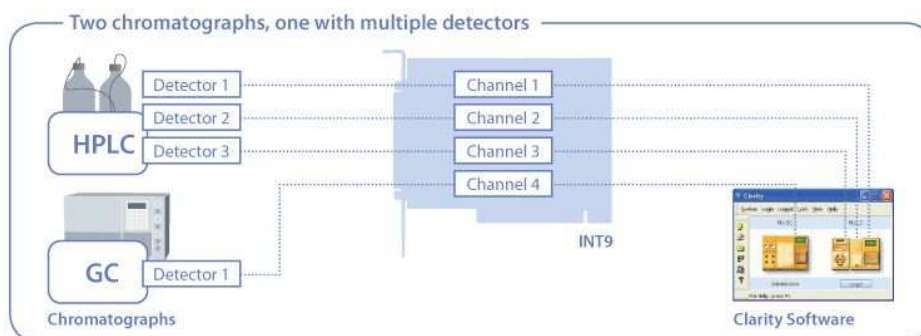 Two chromatographs, one with multiple detectors
Detector 1
Channel 1
Detector 2
Channel 2
HPLC
Detector 3
Channel 3
Channel 4
Clarity
INT9
GC
Detector 1
Chromatographs
Clarity Software